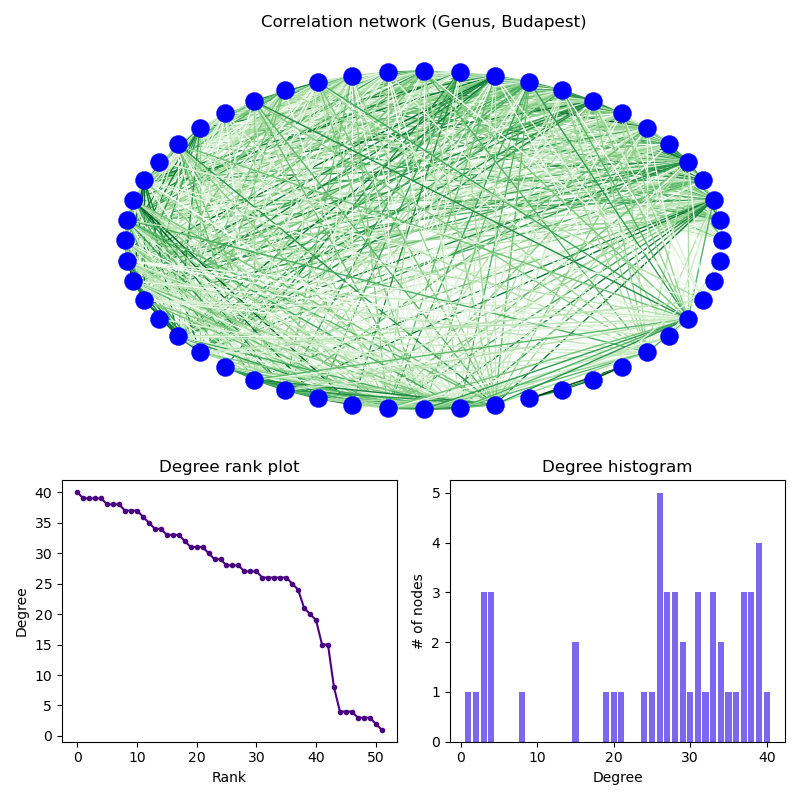 Correlation network (Genus, Budapest)
Degree rank plot
Degree histogram
40
35
30
25
20
15
10
5
0
Degree
0 10 20 30 40 50
Rank
5
4
3
2
1
0
# of nodes
0 10 20 30 40
Degree